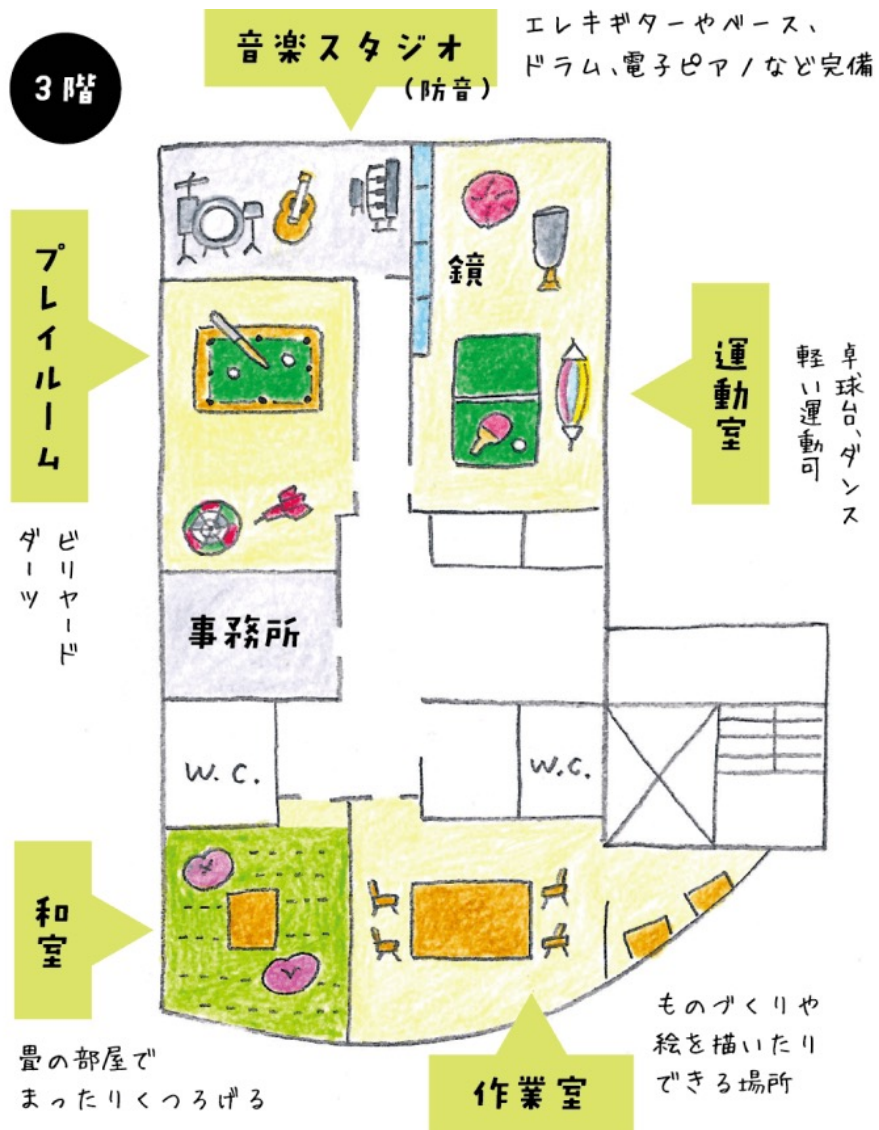 3階
音楽スタジオ
(防音)
エレキギターやベース、
ドラム、電子ピアノなど完備
プレイルーム
ビリヤード
ダーツ
鏡
運動室
卓球台、ダンス
軽い運動可
事務所
W.C.
W.C.
和室
畳の部屋で
まったりくつろげる
作業室
ものづくりや
絵を描いたり
できる場所